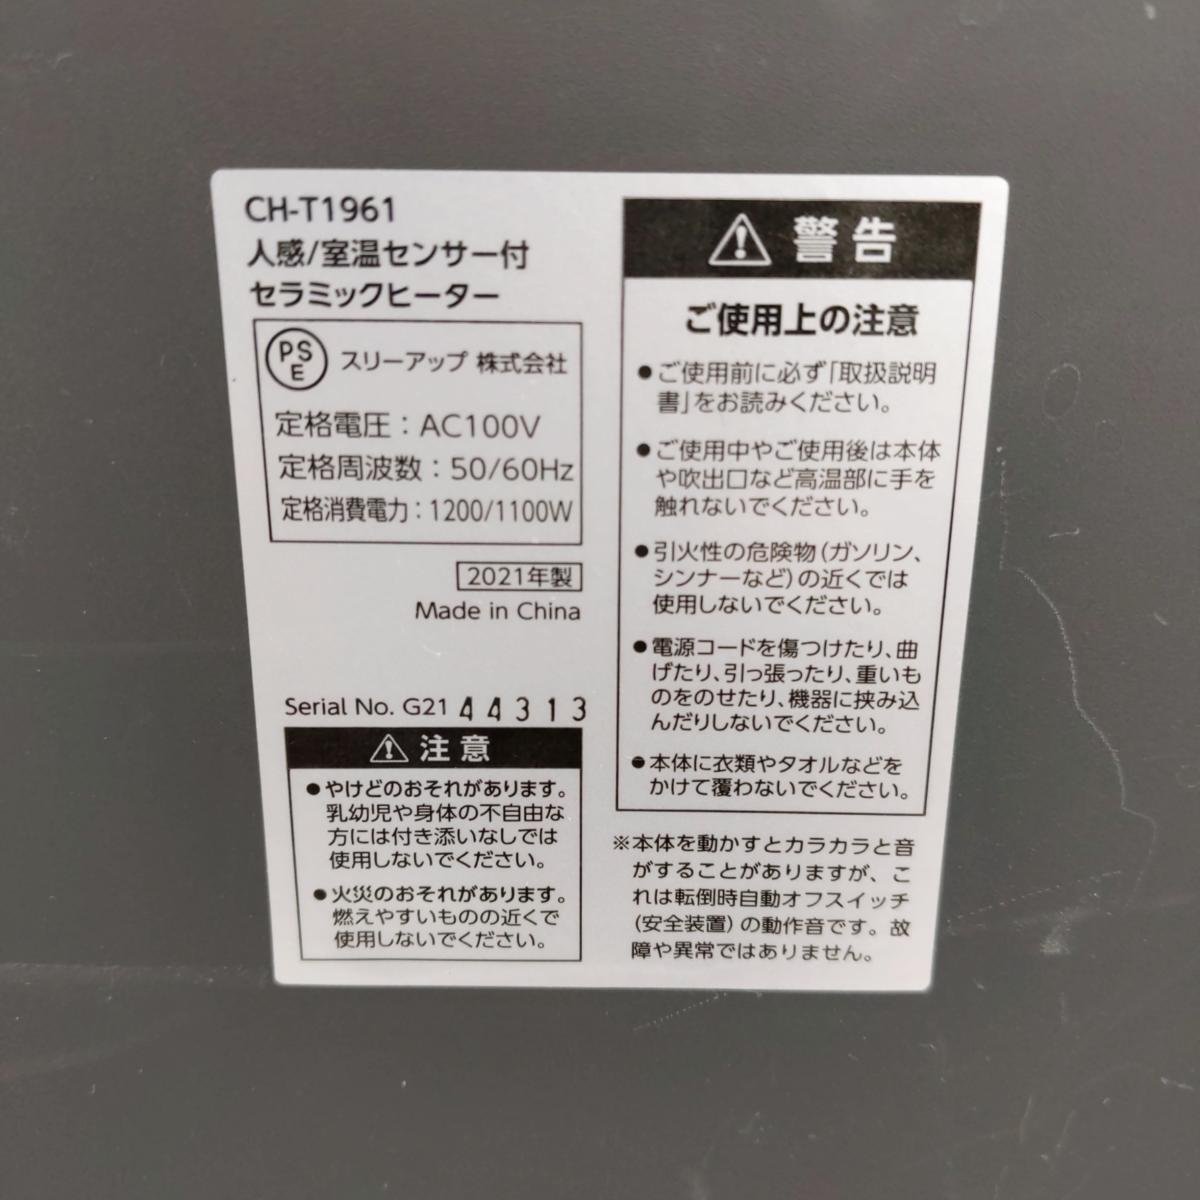 CH-T1961
人感/室温センサー付
セラミックヒーター
PSE スリーアップ 株式会社
定格電圧：AC100V
定格周波数：50/60Hz
定格消費電力：1200/1100W
2021年製
Made in China
Serial No. G21 44313
注意
●やけどのおそれがあります。
乳幼児や身体の不自由な
方には付き添いなしでは
使用しないでください。
●火災のおそれがあります。
燃えやすいものの近くで
使用しないでください。
警告
ご使用上の注意
●ご使用前に必ず「取扱説明
書」をお読みください。
●ご使用中やご使用後は本体
や吹出口など高温部に手を
触れないでください。
●引火性の危険物(ガソリン、
シンナーなど)の近くでは
使用しないでください。
●電源コードを傷つけたり、曲
げたり、引っ張ったり、重いも
のをのせたり、機器に挟み込
んだりしないでください。
●本体に衣類やタオルなどを
かけて覆わないでください。
※本体を動かすとカラカラと音
がすることがありますが、こ
れは転倒時自動オフスイッチ
(安全装置)の動作音です。故
障や異常ではありません。